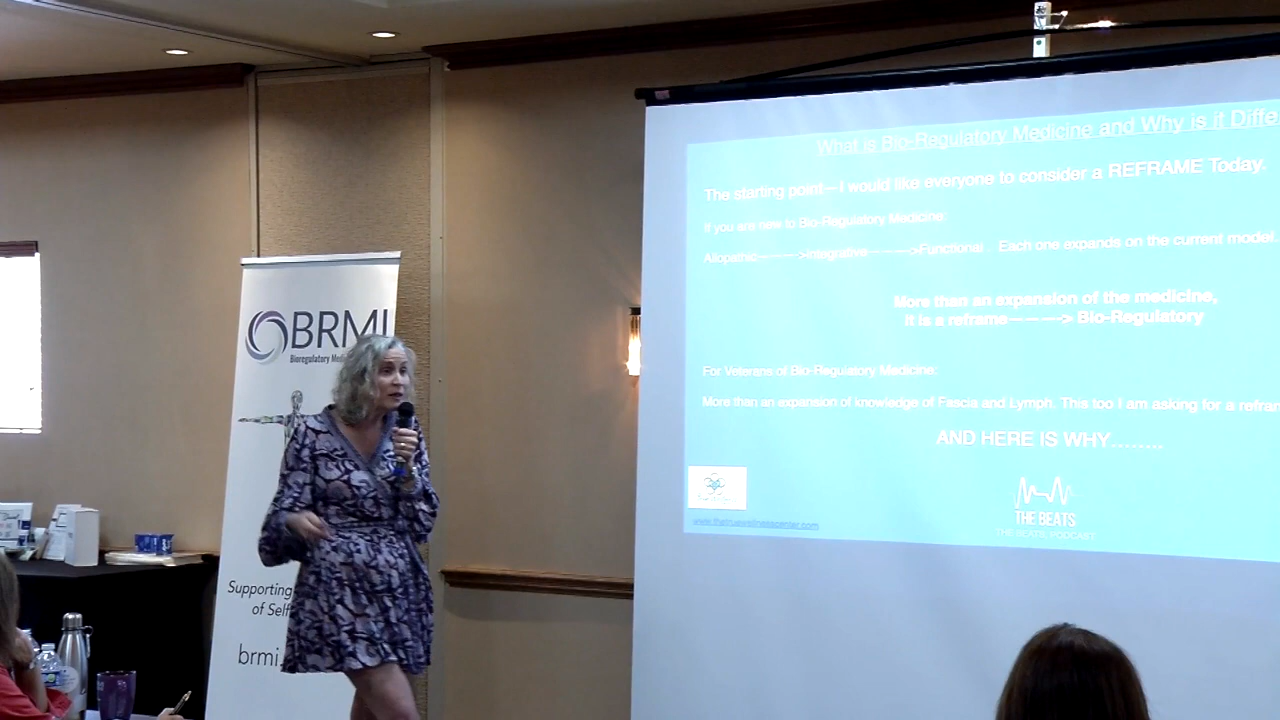 BRMI
Bioregulatory
Supporting
of Self
brmi.
What is Bio-Regulatory Medicine and Why is it Diffe
The starting point-- I would like everyone to consider a REFRAME Today.
If you are new to Bio-Regulatory Medicine:
Allopathic--------->Integrative--------->Functional. Each one expands on the current model.
More than an expansion of the medicine,
it is a reframe————> Bio-Regulatory
For Veterans of Bio-Regulatory Medicine:
More than an expansion of knowledge of Fascia and Lymph. This too I am asking for a refra
AND HERE IS WHY........
www.thetruewellnesscenter.com
THE BEATS
THE BEATS PODCAST